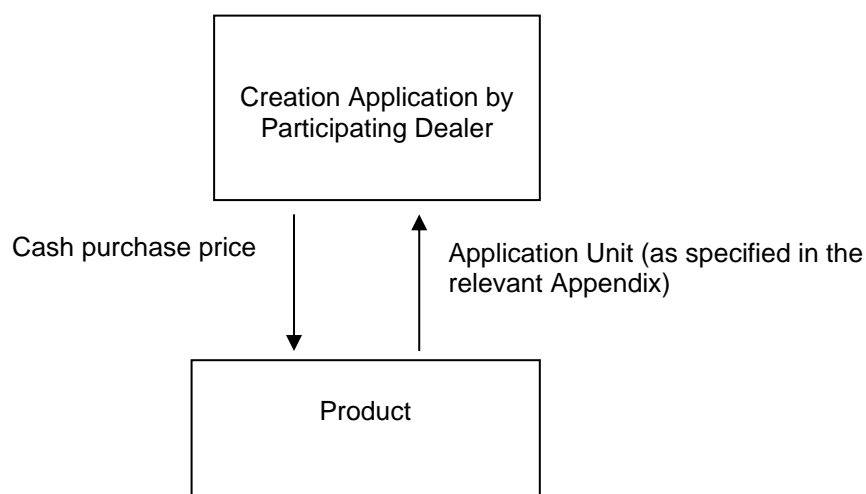 Creation Application by
Participating Dealer
Cash purchase price
Application Unit (as specified in the
relevant Appendix)
Product